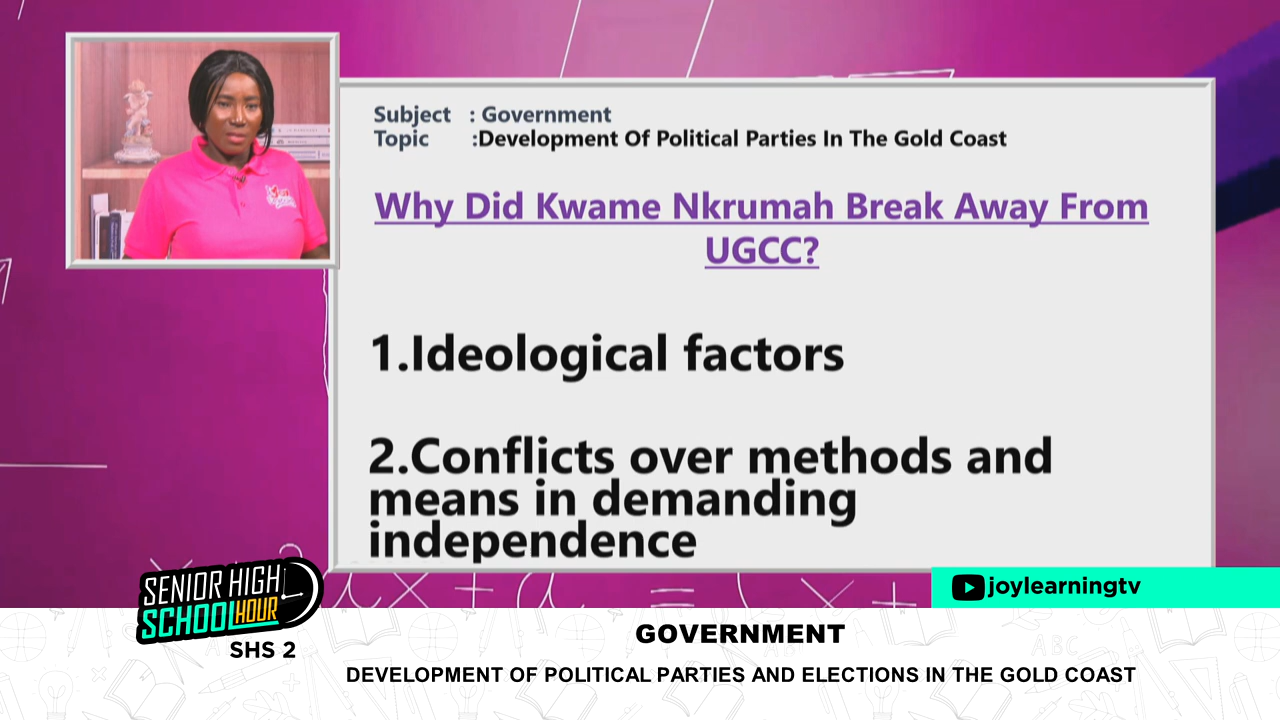 Subject : Government
Topic :Development Of Political Parties In The Gold Coast
Why Did Kwame Nkrumah Break Away From
UGCC?
1.Ideological factors
2.Conflicts over methods and
means in demanding
independence
SENIOR HIGH
SCHOOL HOUR
SHS 2
joylearningtv
GOVERNMENT
DEVELOPMENT OF POLITICAL PARTIES AND ELECTIONS IN THE GOLD COAST